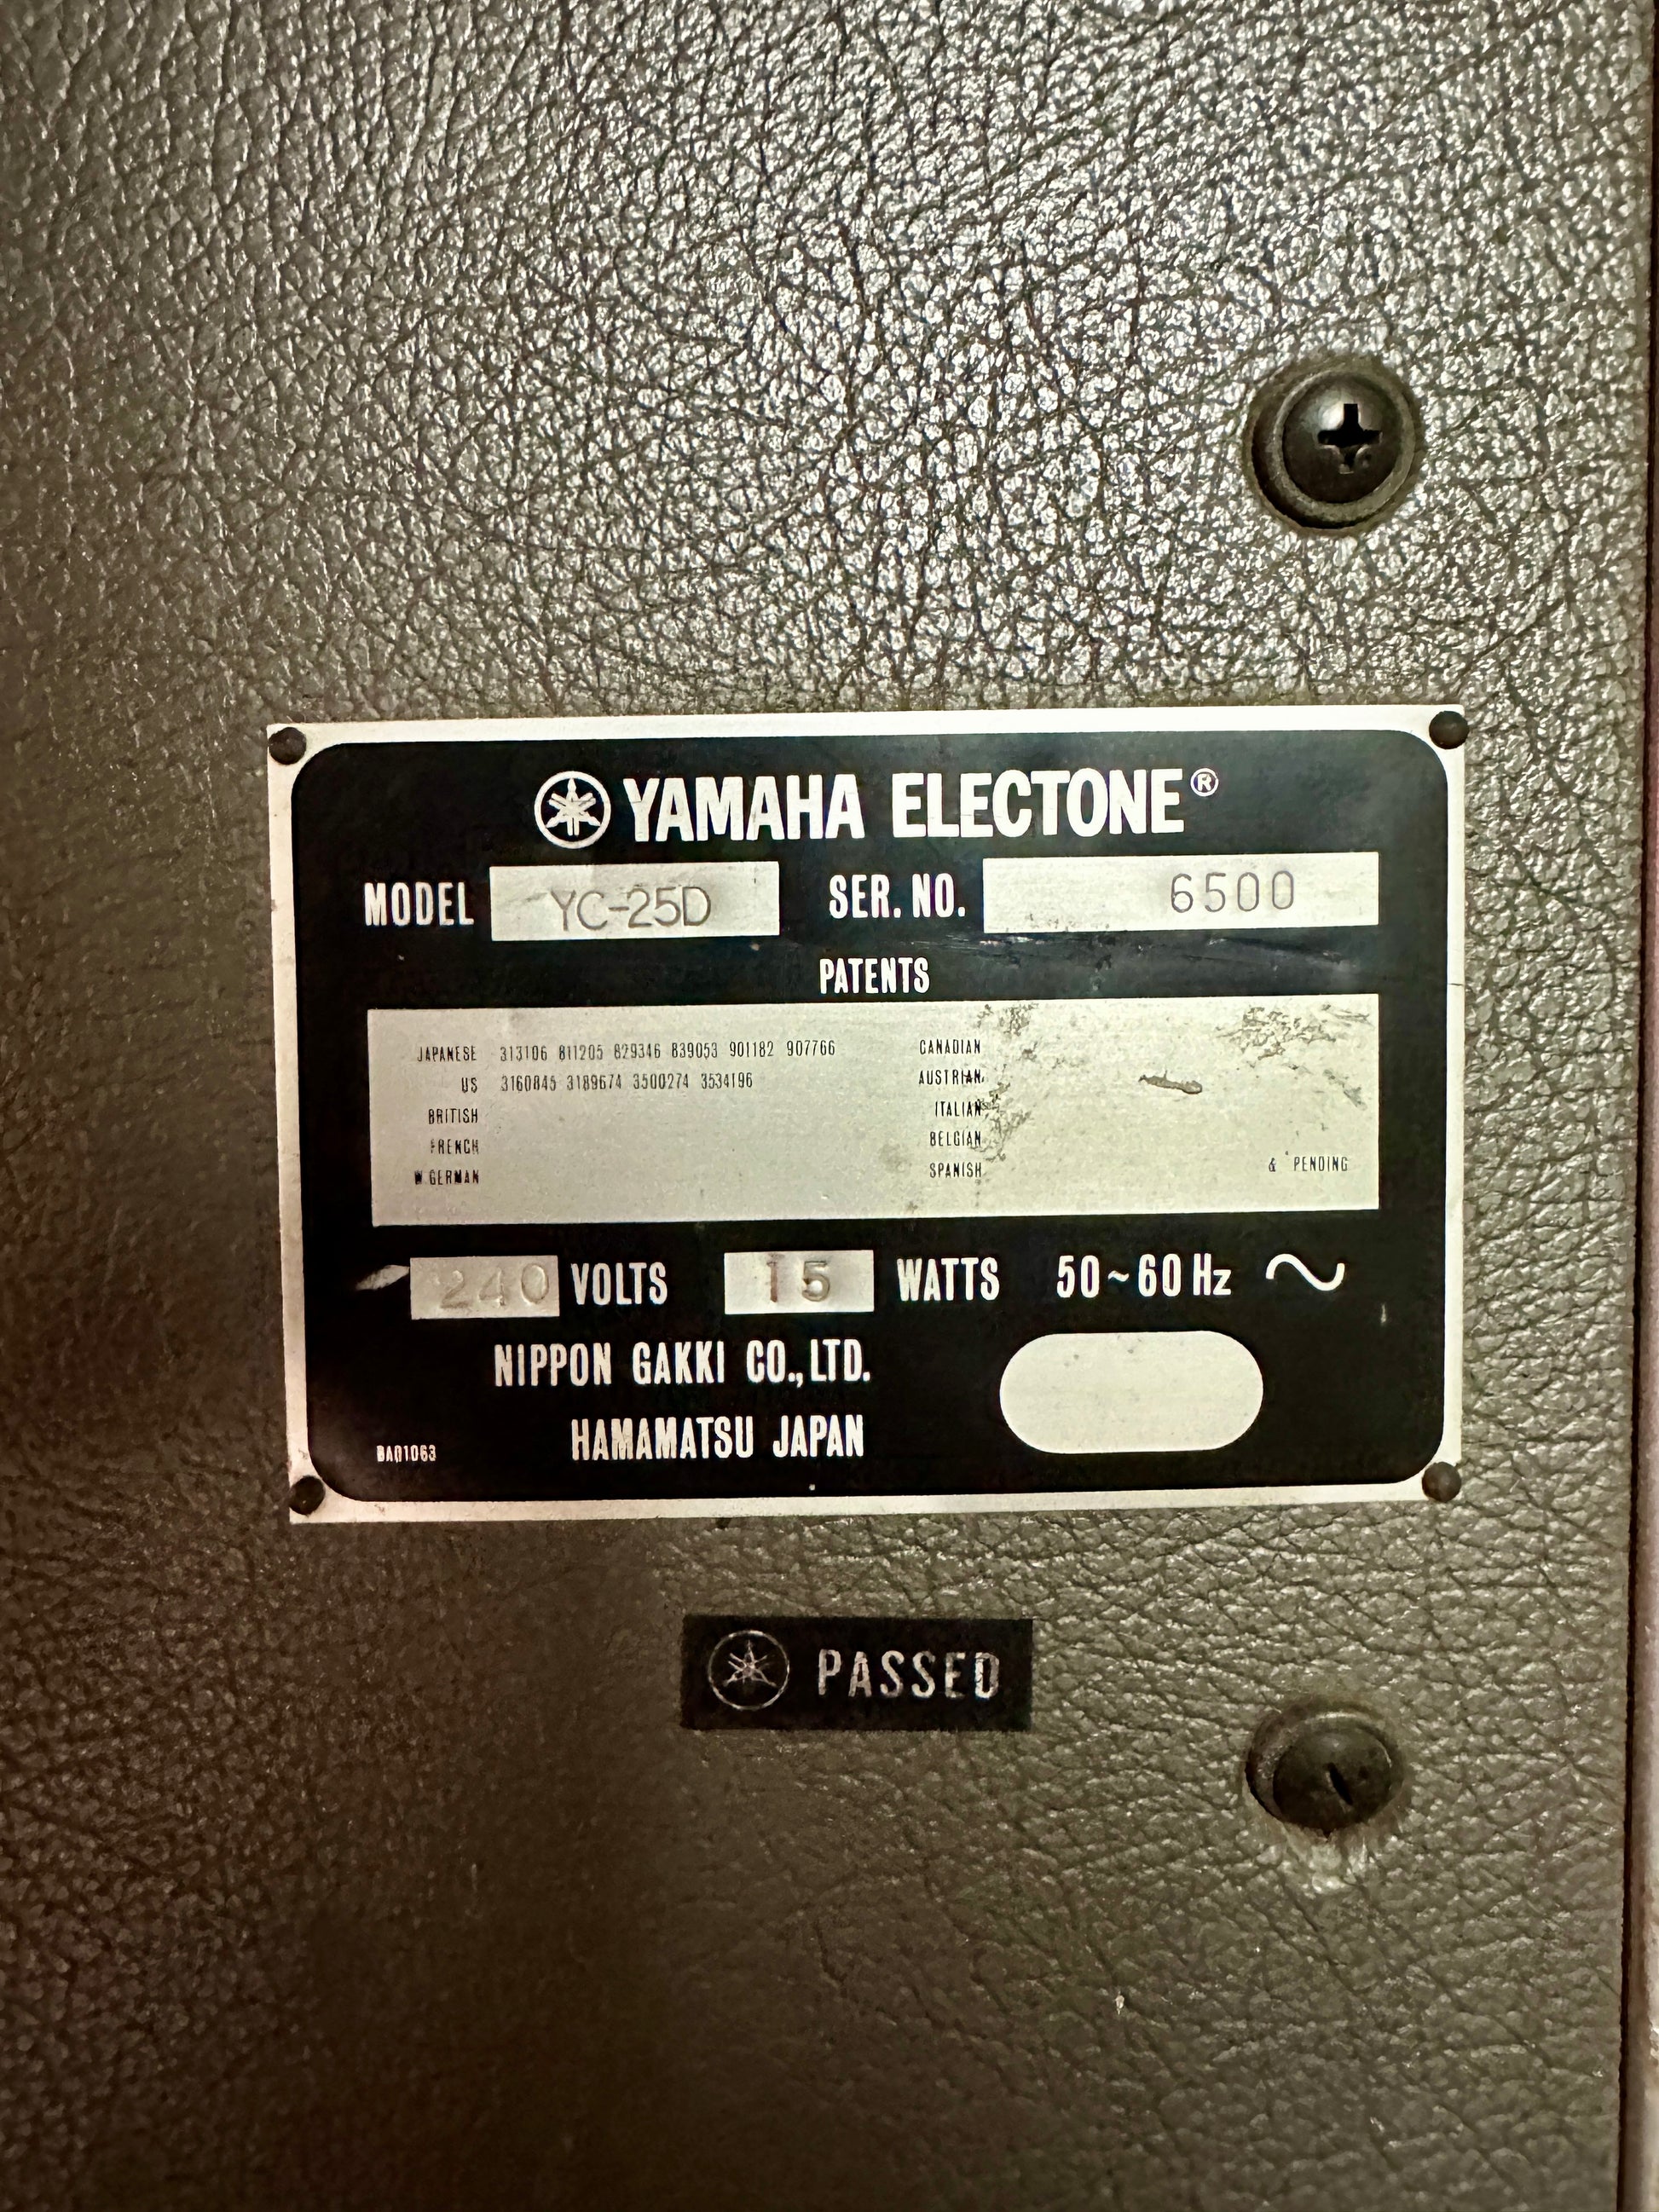 YAMAHA ELECTONE®
MODEL YC-25D SER. NO. 6500
PATENTS
JAPANESE 313106 811205 829346 839053 901182 907766 CANADIAN
US 3160845 3189674 3500274 3534196 AUSTRIAN
BRITISH ITALIAN
FRENCH BELGIAN
W.GERMAN SPANISH & PENDING
240 VOLTS 15 WATTS 50~60 Hz ~
NIPPON GAKKI CO., LTD.
HAMAMATSU JAPAN
BA01063
PASSED